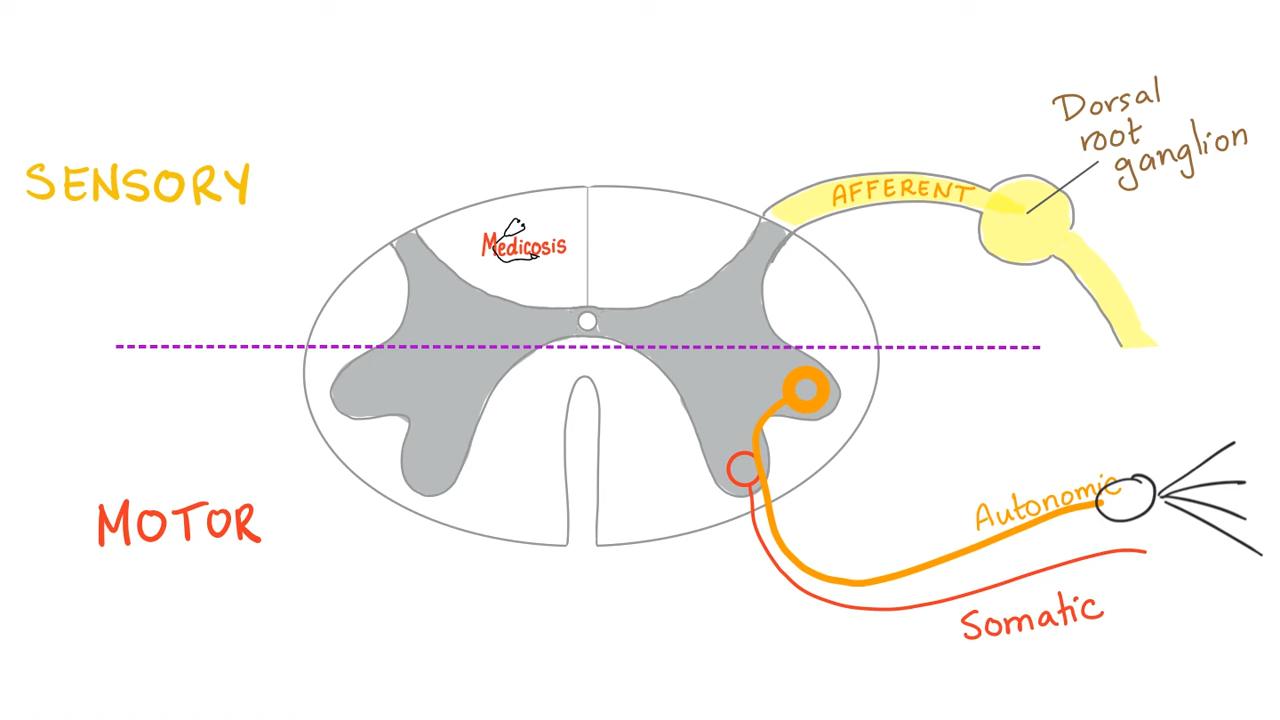 Dorsal
root
ganglion
SENSORY
AFFERENT
Medicosis
MOTOR
Autonomic
Somatic